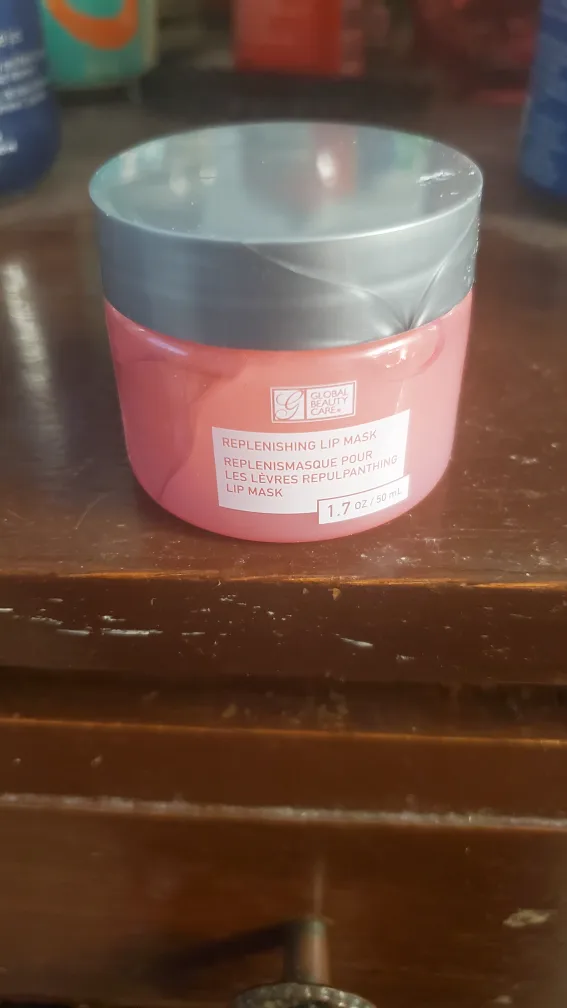 G
GLOBAL
BEAUTY
CARE®
REPLENISHING LIP MASK
REPLENISMASQUE POUR
LES LÈVRES REPULPANTHING
LIP MASK
1.7 OZ / 50 mL